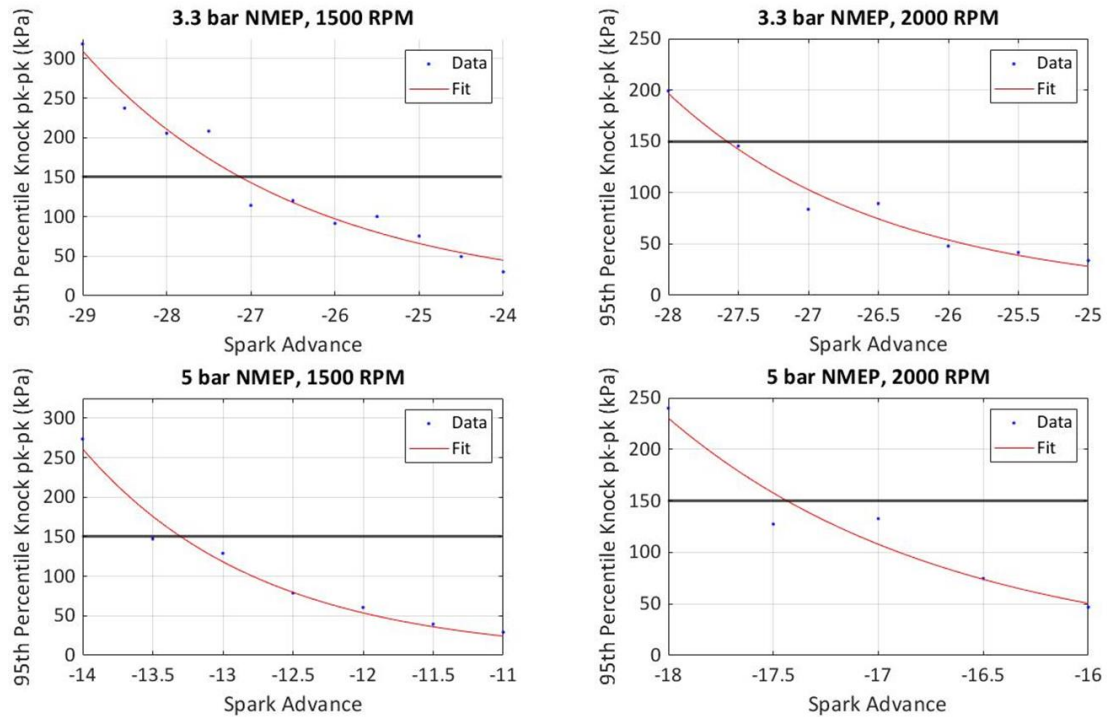 3.3 bar NMEP, 1500 RPM
95th Percentile Knock pk-pk (kPa)
300
250
200
150
100
50
0
-29
-28
-27
-26
-25
-24
Spark Advance
Data
Fit
3.3 bar NMEP, 2000 RPM
95th Percentile Knock pk-pk (kPa)
250
200
150
100
50
0
-28
-27.5
-27
-26.5
-26
-25.5
-25
Spark Advance
Data
Fit
5 bar NMEP, 1500 RPM
95th Percentile Knock pk-pk (kPa)
300
250
200
150
100
50
0
-14
-13.5
-13
-12.5
-12
-11.5
-11
Spark Advance
Data
Fit
5 bar NMEP, 2000 RPM
95th Percentile Knock pk-pk (kPa)
250
200
150
100
50
0
-18
-17.5
-17
-16.5
-16
Spark Advance
Data
Fit